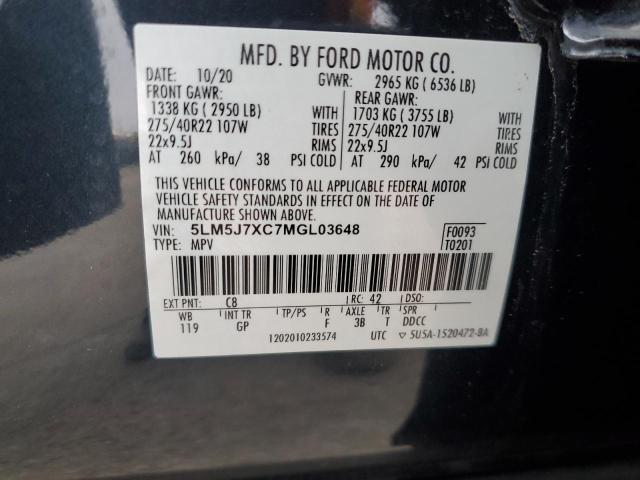 MFD. BY FORD MOTOR CO.
DATE: 10/20 GVWR: 2965 KG ( 6536 LB)
FRONT GAWR: REAR GAWR:
1338 KG ( 2950 LB) WITH 1703 KG ( 3755 LB) WITH
275/40R22 107W TIRES 275/40R22 107W TIRES
22x9.5J RIMS 22x9.5J RIMS
AT 260 kPa/ 38 PSI COLD AT 290 kPa/ 42 PSI COLD
THIS VEHICLE CONFORMS TO ALL APPLICABLE FEDERAL MOTOR
VEHICLE SAFETY STANDARDS IN EFFECT ON THE DATE OF
MANUFACTURE SHOWN ABOVE.
VIN: 5LM5J7XC7MGL03648 F0093
TYPE: MPV T0201
EXT PNT: C8 RC: 42 DSO:
WB INT TR TP/PS R AXLE TR SPR
119 GP F 3B T DDCC
1202010233574 UTC ▽ 5U5A-1520472-BA